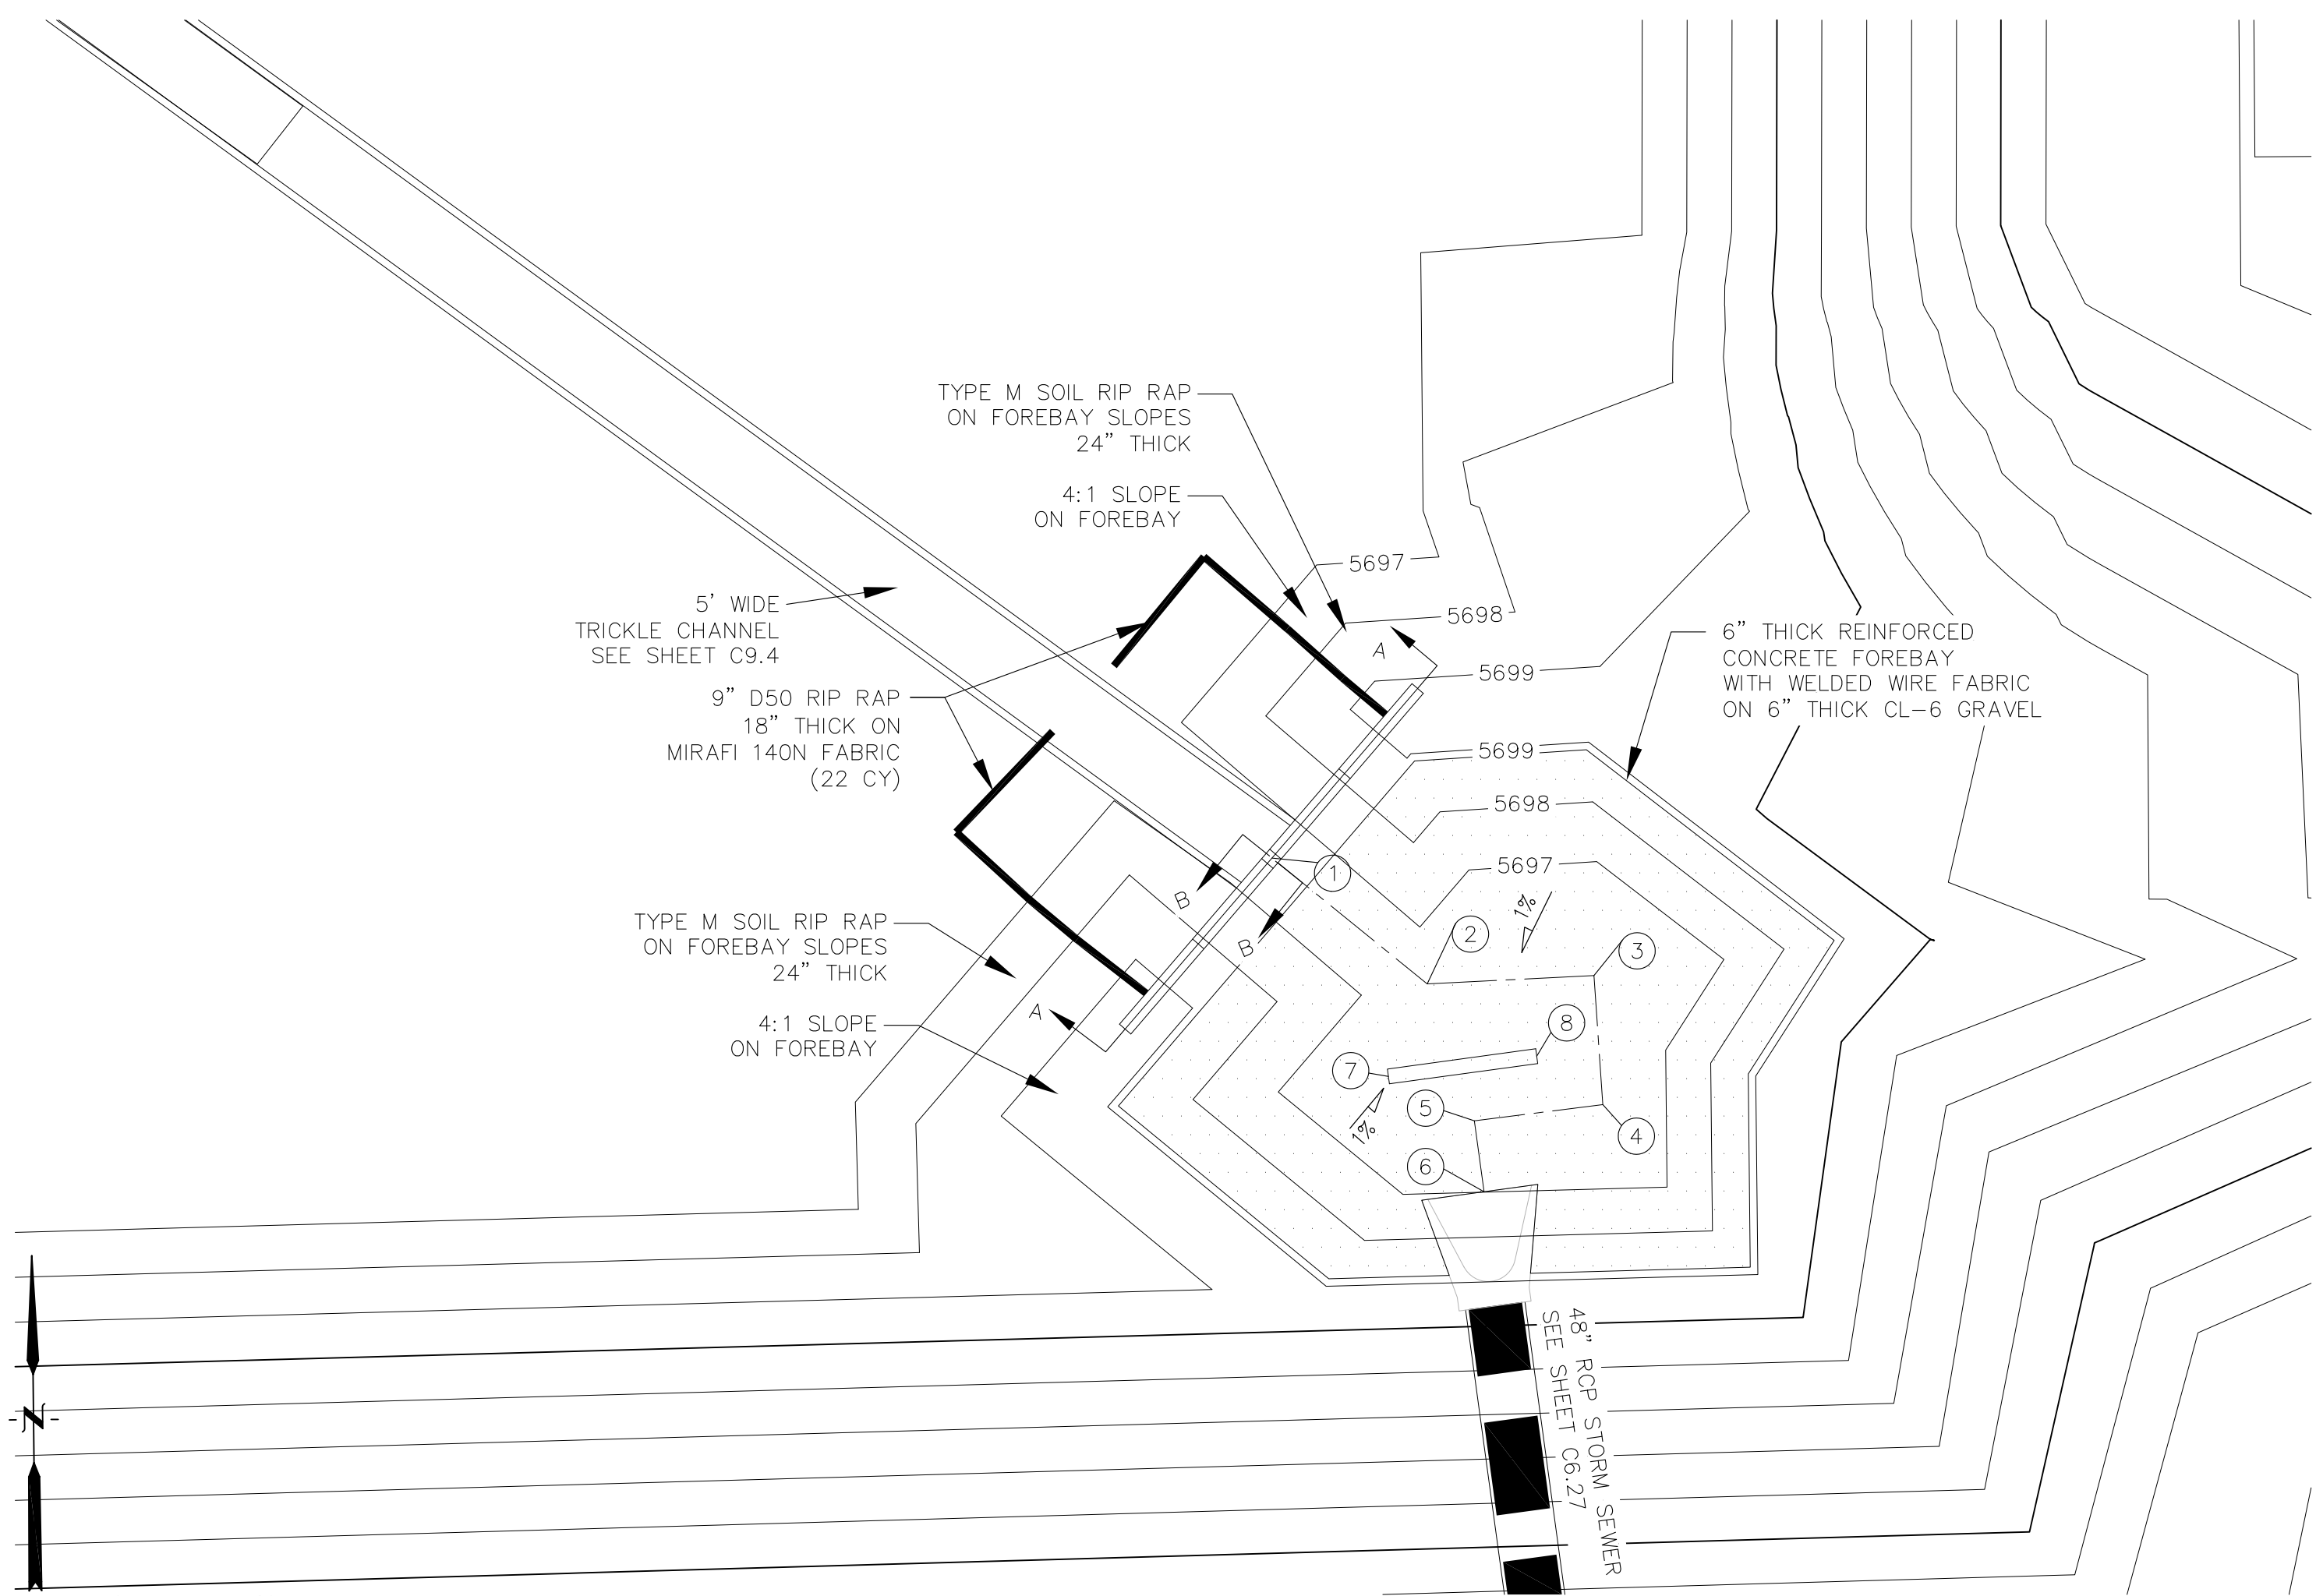 TYPE M SOIL RIP RAP
ON FOREBAY SLOPES
24" THICK
4:1 SLOPE
ON FOREBAY
5697
5698
5699
A
5' WIDE
TRICKLE CHANNEL
SEE SHEET C9.4
9" D50 RIP RAP
18" THICK ON
MIRAFI 140N FABRIC
(22 CY)
6" THICK REINFORCED
CONCRETE FOREBAY
WITH WELDED WIRE FABRIC
ON 6" THICK CL-6 GRAVEL
5699
5698
5697
1
B
B
1%
2
3
TYPE M SOIL RIP RAP
ON FOREBAY SLOPES
24" THICK
4:1 SLOPE
ON FOREBAY
A
8
7
5
1%
4
6
48" RCP STORM SEWER
SEE SHEET C6.27
-N-